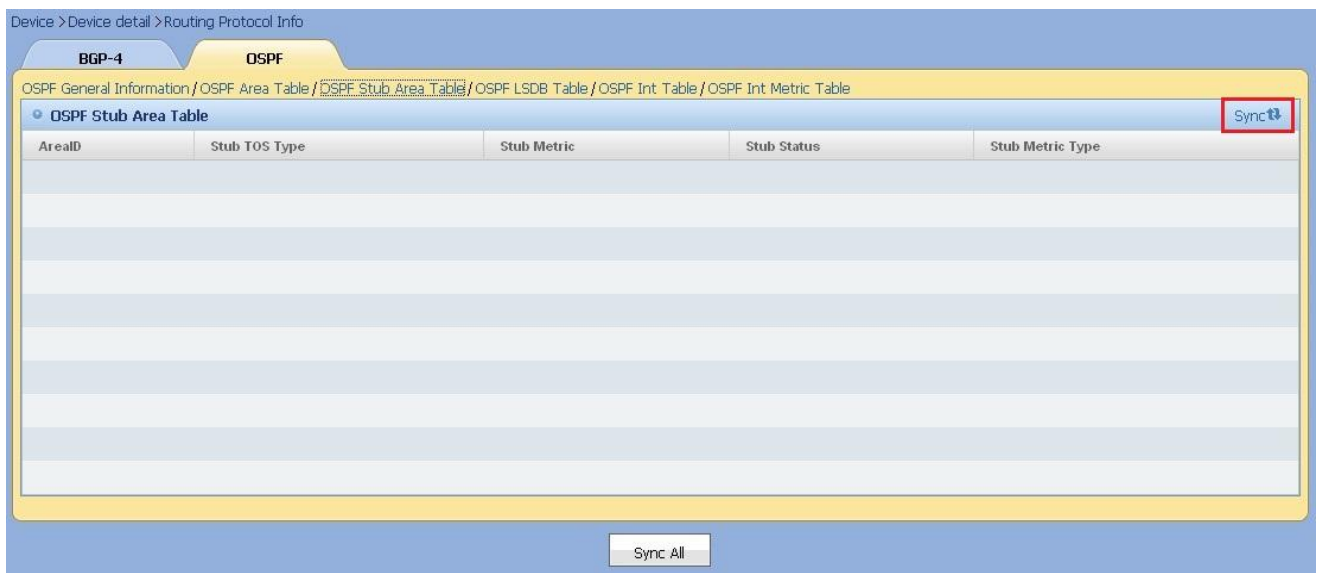 Device >Device detail >Routing Protocol Info
BGP-4 OSPF
OSPF General Information / OSPF Area Table / OSPF Stub Area Table / OSPF LSDB Table / OSPF Int Table / OSPF Int Metric Table
OSPF Stub Area Table Sync
AreaID Stub TOS Type Stub Metric Stub Status Stub Metric Type
Sync All